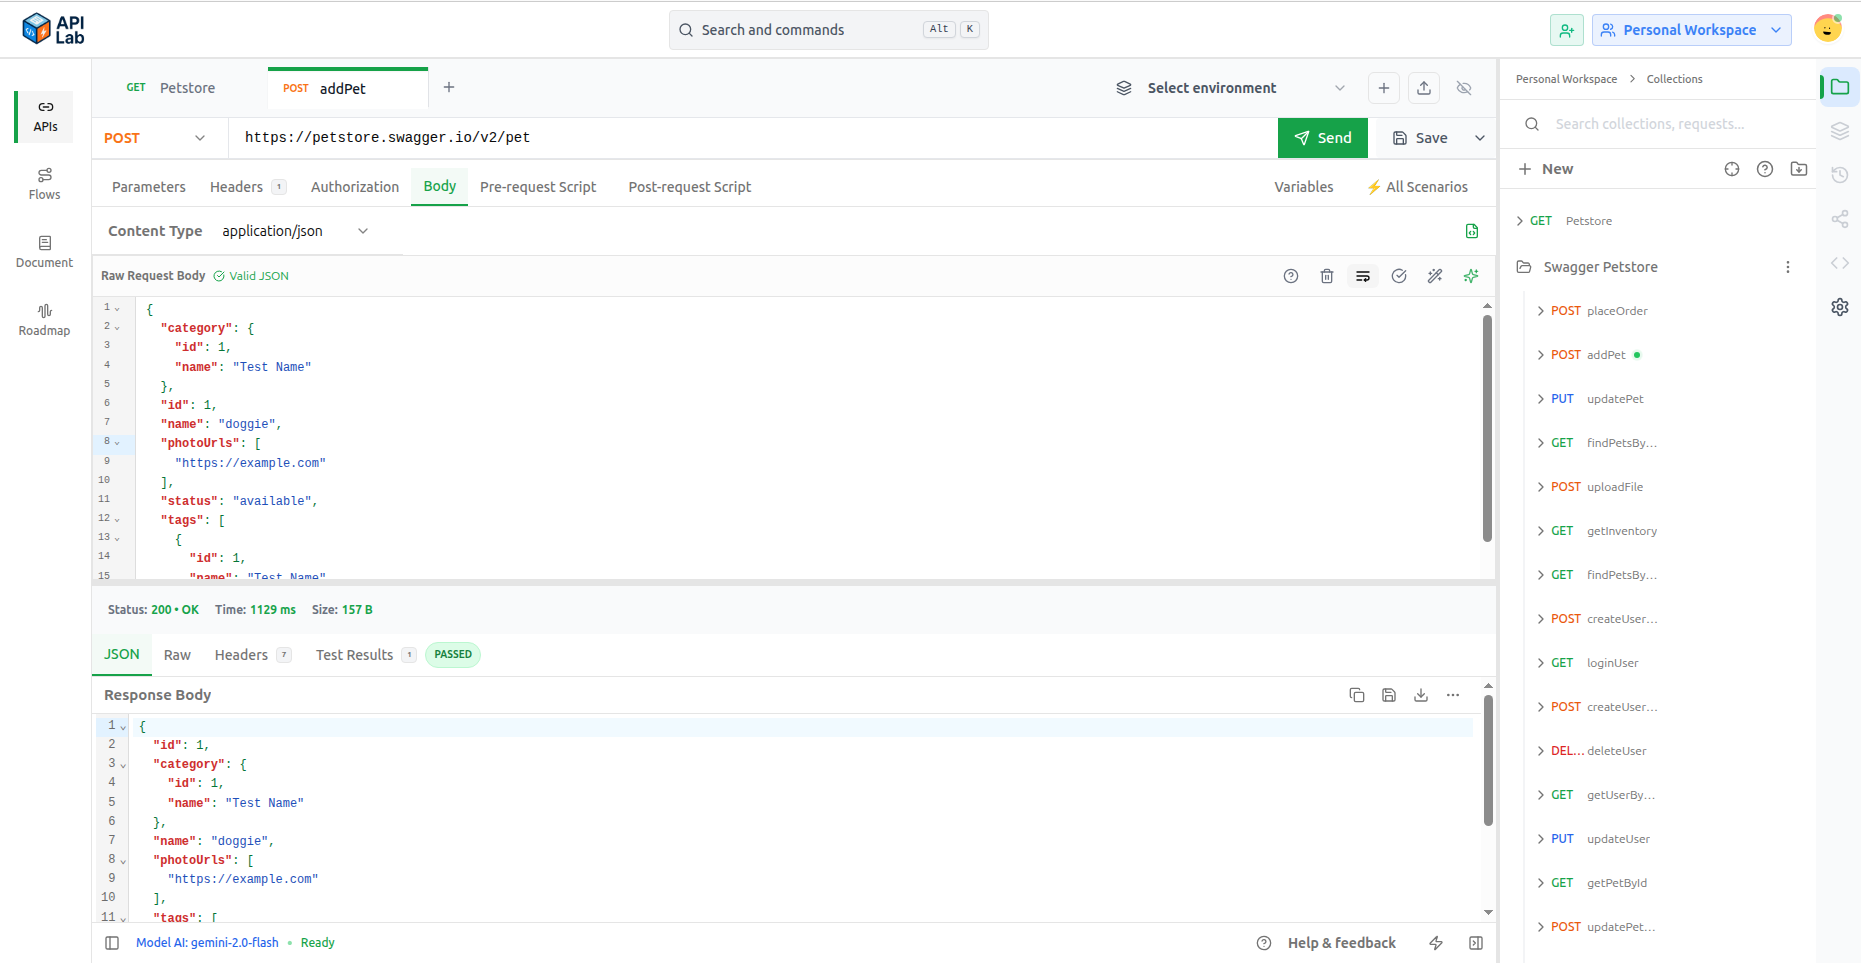 API Lab
Search and commands Alt K
Personal Workspace
APIs
Flows
Document
Roadmap
GET Petstore
POST addPet
Select environment
POST https://petstore.swagger.io/v2/pet
Send Save
Parameters Headers 1 Authorization Body Pre-request Script Post-request Script Variables ⚡ All Scenarios
Content Type application/json
Raw Request Body Valid JSON
1 {
2 "category": {
3 "id": 1,
4 "name": "Test Name"
5 },
6 "id": 1,
7 "name": "doggie",
8 "photoUrls": [
9 "https://example.com"
10 ],
11 "status": "available",
12 "tags": [
13 {
14 "id": 1,
15 "name": "Test Name"
Status: 200 • OK Time: 1129 ms Size: 157 B
JSON Raw Headers 7 Test Results 1 PASSED
Response Body
1 {
2 "id": 1,
3 "category": {
4 "id": 1,
5 "name": "Test Name"
6 },
7 "name": "doggie",
8 "photoUrls": [
9 "https://example.com"
10 ],
11 "tags": [
Model AI: gemini-2.0-flash • Ready
Help & feedback
Personal Workspace > Collections
Search collections, requests...
New
GET Petstore
Swagger Petstore
POST placeOrder
POST addPet
PUT updatePet
GET findPetsBy...
POST uploadFile
GET getInventory
GET findPetsBy...
POST createUser...
GET loginUser
POST createUser...
DEL... deleteUser
GET getUserBy...
PUT updateUser
GET getPetById
POST updatePet...